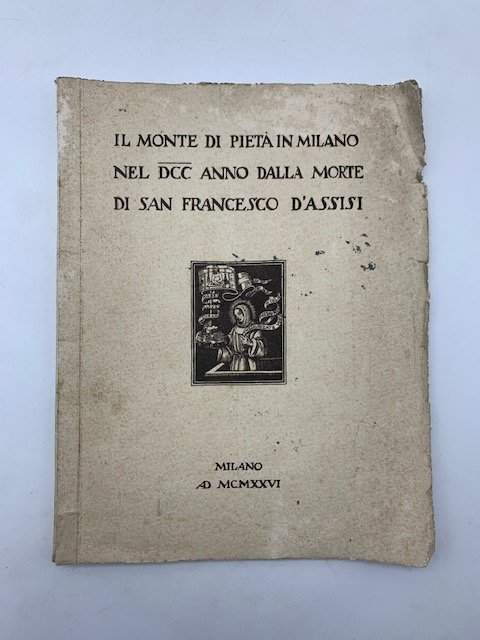 IL MONTE DI PIETÀ IN MILANO
NEL DCC ANNO DALLA MORTE
DI SAN FRANCESCO D'ASSISI
MILANO
AD MCMXXVI